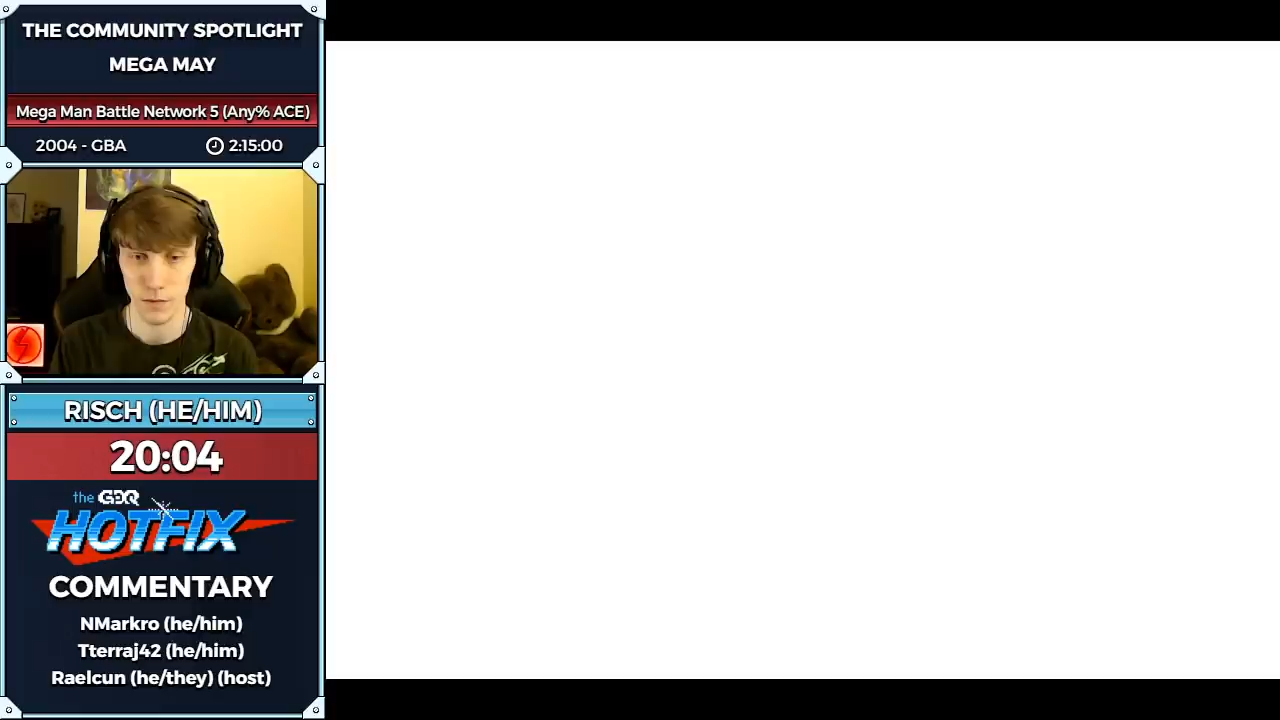 THE COMMUNITY SPOTLIGHT
MEGA MAY
Mega Man Battle Network 5 (Any% ACE)
2004 - GBA 2:15:00
RISCH (HE/HIM)
20:04
the GDQ
HOTFIX
COMMENTARY
NMarkro (he/him)
Tterraj42 (he/him)
Raelcun (he/they) (host)